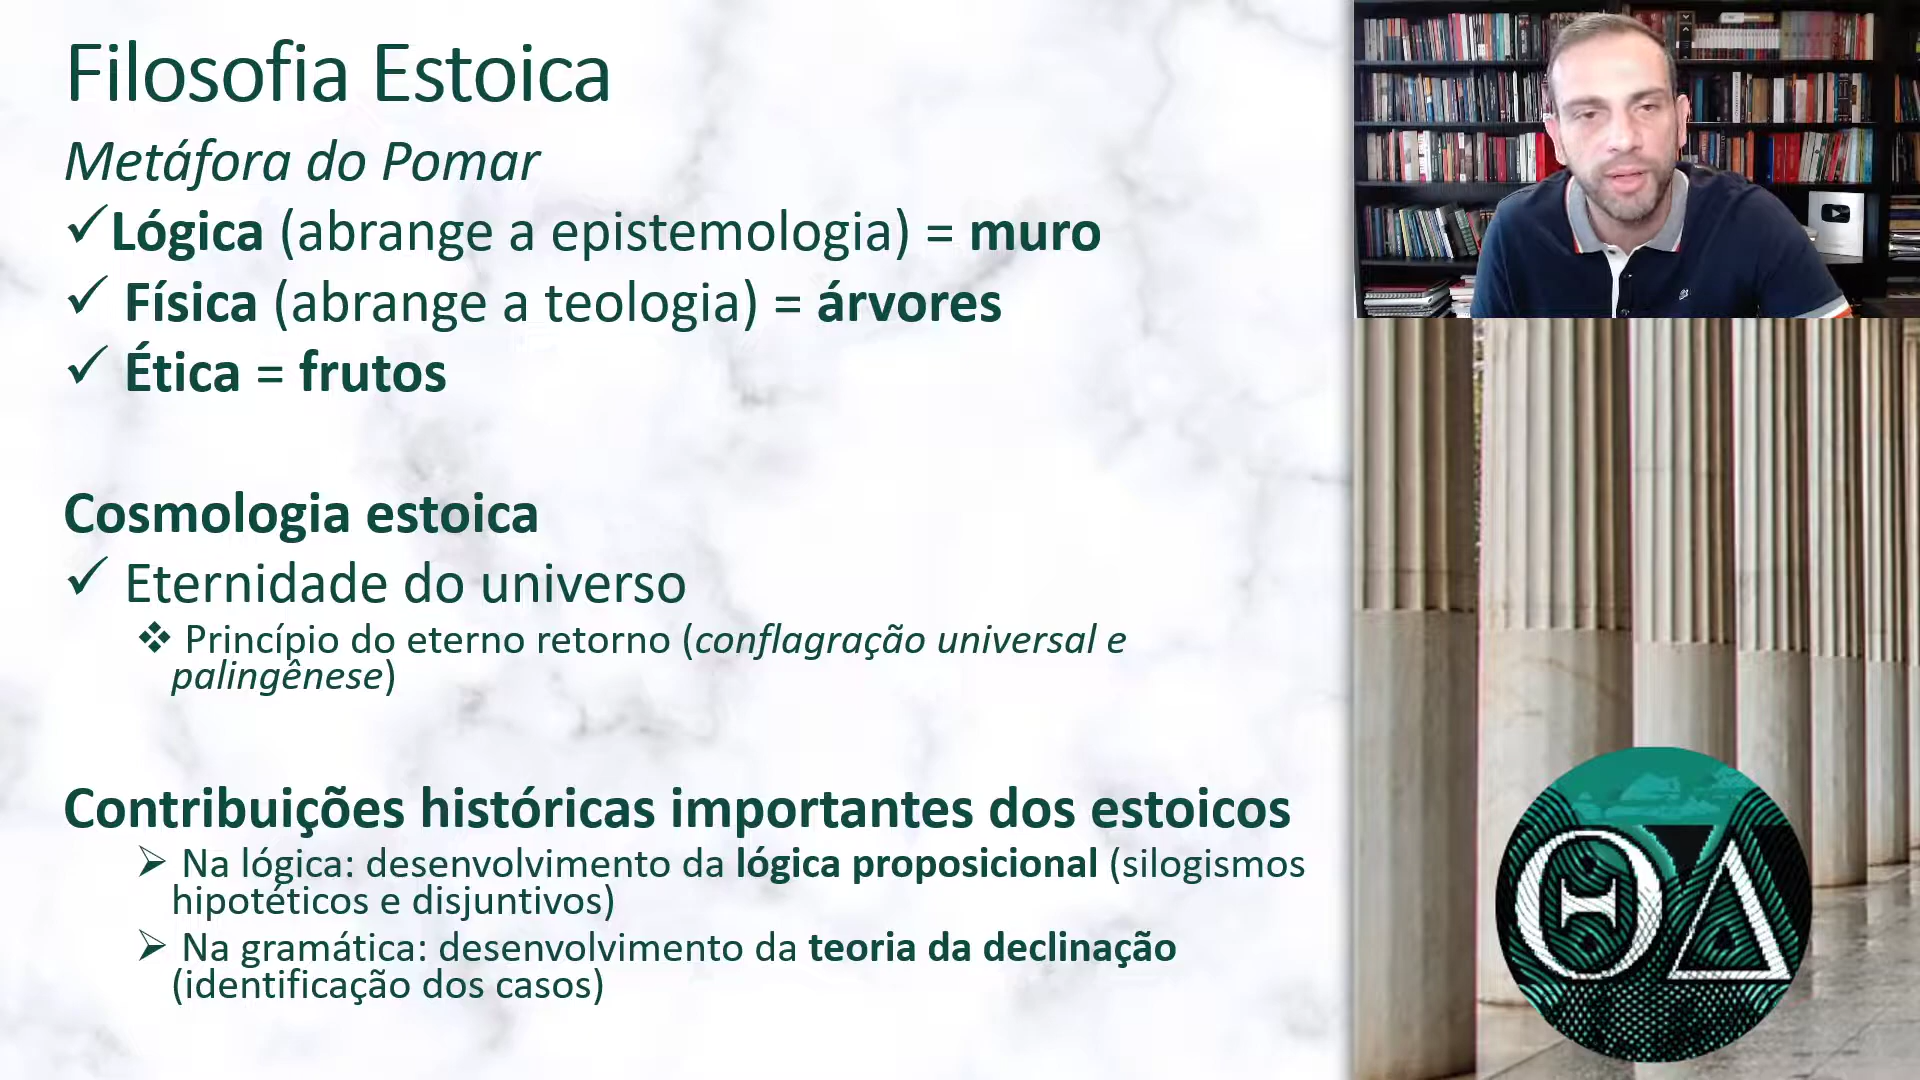 Filosofia Estoica
Metáfora do Pomar
✓Lógica (abrange a epistemologia) = muro
✓ Física (abrange a teologia) = árvores
✓ Ética = frutos
Cosmologia estoica
✓ Eternidade do universo
❖ Princípio do eterno retorno (conflagração universal e
palingênese)
Contribuições históricas importantes dos estoicos
➢ Na lógica: desenvolvimento da lógica proposicional (silogismos
hipotéticos e disjuntivos)
➢ Na gramática: desenvolvimento da teoria da declinação
(identificação dos casos)
ΘΔ